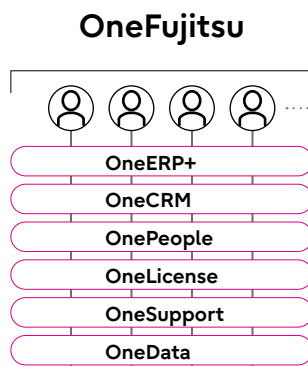 OneFujitsu
OneERP+
OneCRM
OnePeople
OneLicense
OneSupport
OneData